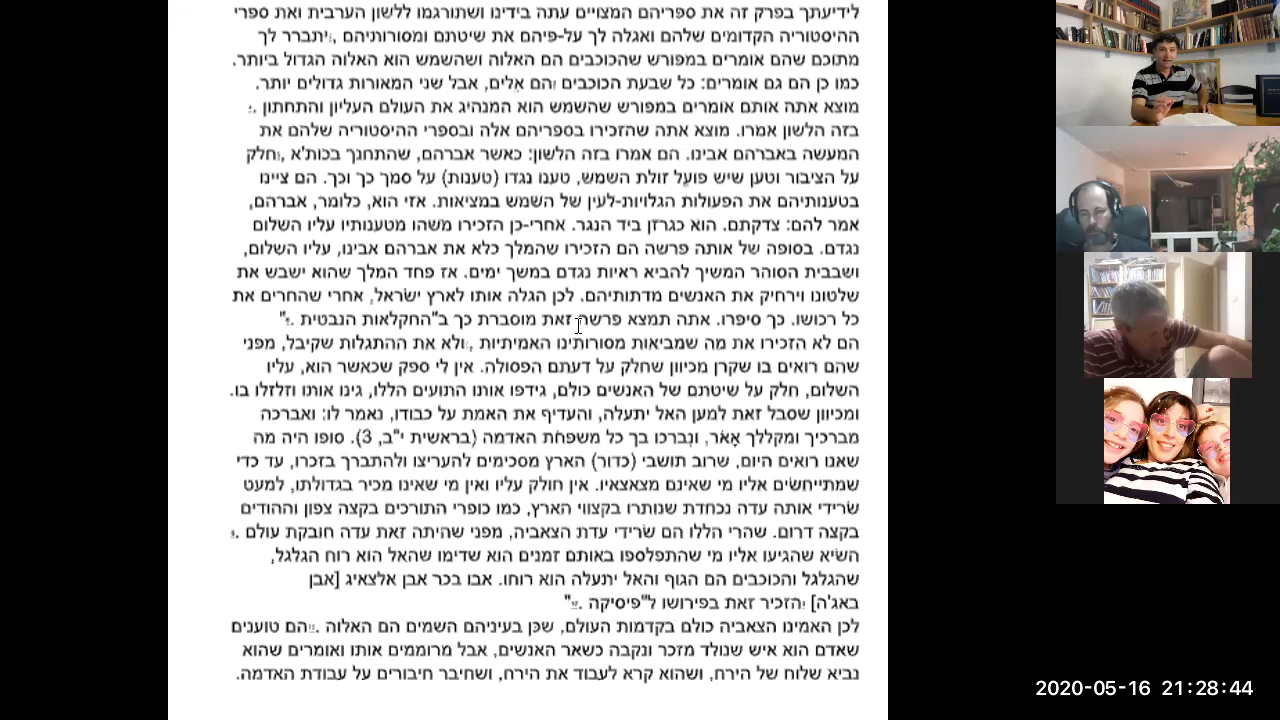 לידיעתך בפרק זה את ספריהם המצויים עתה בידינו ושתורגמו ללשון הערבית ואת ספרי
ההיסטוריה הקדומים שלהם ואגלה לך על-פיהם את שיטתם ומסורותיהם, יתברר לך
מתוכם שהם אומרים במפורש שהכוכבים הם האלוה ושהשמש הוא האלוה הגדול ביותר.
כמו כן הם גם אומרים: כל שבעת הכוכבים הם אֵלים, אבל שני המאורות גדולים יותר.
מוצא אתה אותם אומרים במפורש שהשמש הוא המנהיג את העולם העליון והתחתון.
בזה הלשון אמרו. מוצא אתה שהזכירו בספריהם אלה ובספרי ההיסטוריה שלהם את
המעשה באברהם אבינו. הם אמרו בזה הלשון: כאשר אברהם, שהתחנך בכות'א, חלק
על הציבור וטען שיש פועֵל זולת השמש, טענו נגדו (טענות) על סמך כך וכך. הם ציינו
בטענותיהם את הפעולות הגלויות-לעין של השמש במציאות. אזי הוא, כלומר, אברהם,
אמר להם: צדקתם. הוא כגרזן ביד הנגר. אחרי-כן הזכירו משהו מטענותיו עליו השלום
נגדם. בסופה של אותה פרשה הם הזכירו שהמלך כלא את אברהם אבינו, עליו השלום,
ושבבית הסוהר המשיך להביא ראיות נגדם במשך ימים. אז פחד המלך שהוא ישבש את
שלטונו וירחיק את האנשים מדתותיהם. לכן הגלה אותו לארץ ישראל, אחרי שהחרים את
כל רכושו. כך סיפרו. אתה תמצא פרשה זאת מוסברת כך ב"החקלאות הנבטית."
הם לא הזכירו את מה שמביאות מסורותינו האמיתיות, ולא את ההתגלות שקיבל, מפני
שהם רואים בו שקרן מכיוון שחלק על דעתם הפסולה. אין לי ספק שכאשר הוא, עליו
השלום, חלק על שיטתם של האנשים כולם, גידפו אותו התועים הללו, גינו אותו וזלזלו בו.
ומכיוון שסבל זאת למען האל יתעלה, והעדיף את האמת על כבודו, נאמר לו: ואברכה
מברכיך ומקללך אָאֹר, ונִברכו בך כל משפחֹת האדמה (בראשית י"ב, 3). סופו היה מה
שאנו רואים היום, שרוב תושבי (כדור) הארץ מסכימים להעריצו ולהתברך בזכרו, עד כדי
שמתייחסים אליו מי שאינם מצאצאיו. אין חולק עליו ואין מי שאינו מכיר בגדולתו, למעט
שרידי אותה עדה נכחדת שנותרו בקצווי הארץ, כמו כופרי התורכים בקצה צפון וההודים
בקצה דרום. שהרי הללו הם שרידי עדת הצאביה, מפני שהיתה זאת עדה חובקת עולם.
השיא שהגיעו אליו מי שהתפלספו באותם זמנים הוא שדימו שהאל הוא רוח הגלגל,
שהגלגל והכוכבים הם הגוף והאל יתעלה הוא רוחו. אבו בכר אבן אלצאיג [אבן
באג'ה] הזכיר זאת בפירושו ל"פיסיקה."
לכן האמינו הצאביה כולם בקדמות העולם, שכן בעיניהם השמים הם האלוה. הם טוענים
שאדם הוא איש שנולד מזכר ונקבה כשאר האנשים, אבל מרוממים אותו ואומרים שהוא
נביא שלוח של הירח, ושהוא קרא לעבוד את הירח, ושחיבר חיבורים על עבודת האדמה.
2020-05-16 21:28:44